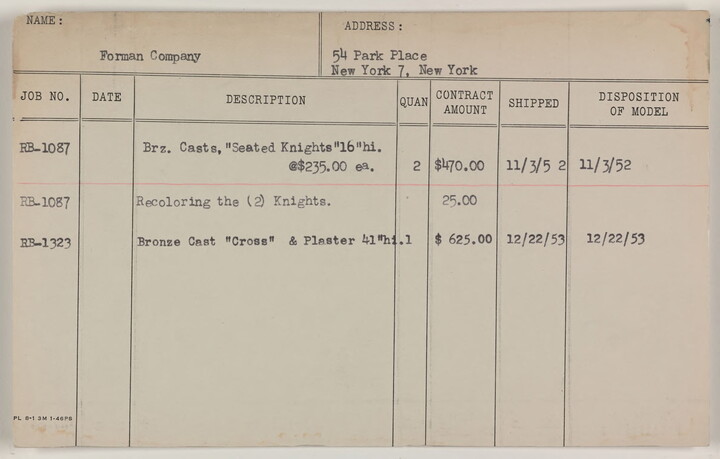 NAME:
ADDRESS:
Forman Company
54 Park Place
New York 7, New York
JOB NO. DATE DESCRIPTION QUAN CONTRACT AMOUNT SHIPPED DISPOSITION OF MODEL
RB-1087 Brz. Casts, "Seated Knights"16"hi.
@$235.00 ea. 2 $470.00 11/3/5 2 11/3/52
RB-1087 Recoloring the (2) Knights. 25.00
RB-1323 Bronze Cast "Cross" & Plaster 41"hi.1 $ 625.00 12/22/53 12/22/53
PL 6-1 3M 1-46PS